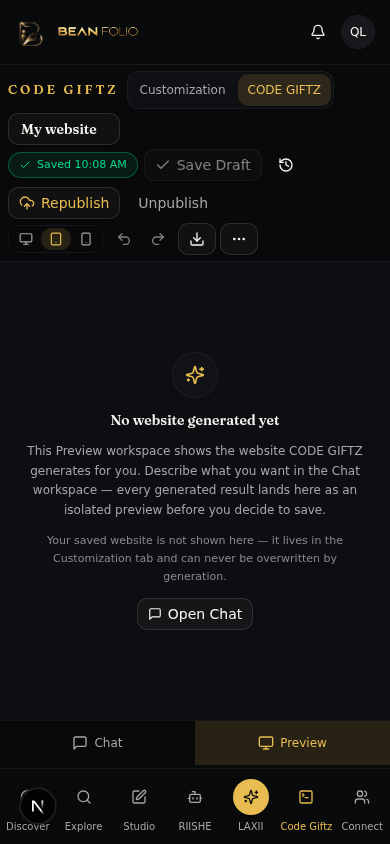 BEAN FOLIO
QL
CODE GIFTZ
Customization
CODE GIFTZ
My website
Saved 10:08 AM
Save Draft
Republish
Unpublish
No website generated yet
This Preview workspace shows the website CODE GIFTZ
generates for you. Describe what you want in the Chat
workspace — every generated result lands here as an
isolated preview before you decide to save.
Your saved website is not shown here — it lives in the
Customization tab and can never be overwritten by
generation.
Open Chat
Chat
Preview
N
Discover
Explore
Studio
RIISHE
LAXII
Code Giftz
Connect